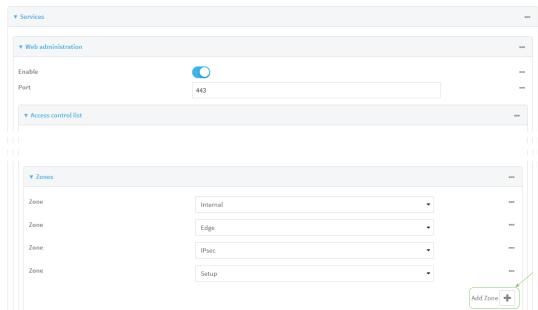 ▼ Services
▼ Web administration
Enable
Port 443
▼ Access control list
▼ Zones
Zone Internal
Zone Edge
Zone IPsec
Zone Setup
Add Zone